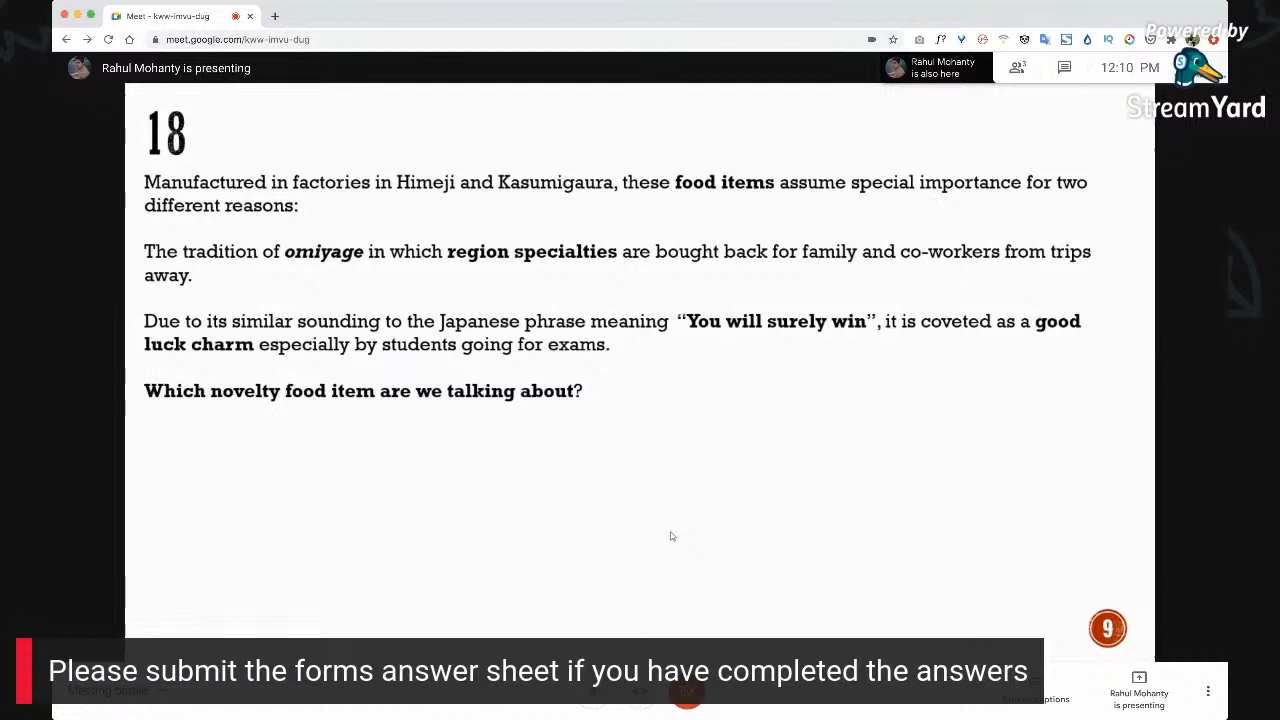 Meet - kww-imvu-dug
meet.google.com/kww-imvu-dug
Powered by
Rahul Mohanty is presenting
Rahul Mohanty
is also here
3
12:10 PM
StreamYard
18
Manufactured in factories in Himeji and Kasumigaura, these food items assume special importance for two
different reasons:
The tradition of omiyage in which region specialties are bought back for family and co-workers from trips
away.
Due to its similar sounding to the Japanese phrase meaning “You will surely win”, it is coveted as a good
luck charm especially by students going for exams.
Which novelty food item are we talking about?
9
Please submit the forms answer sheet if you have completed the answers
Meeting details
Rahul Mohanty
is presenting